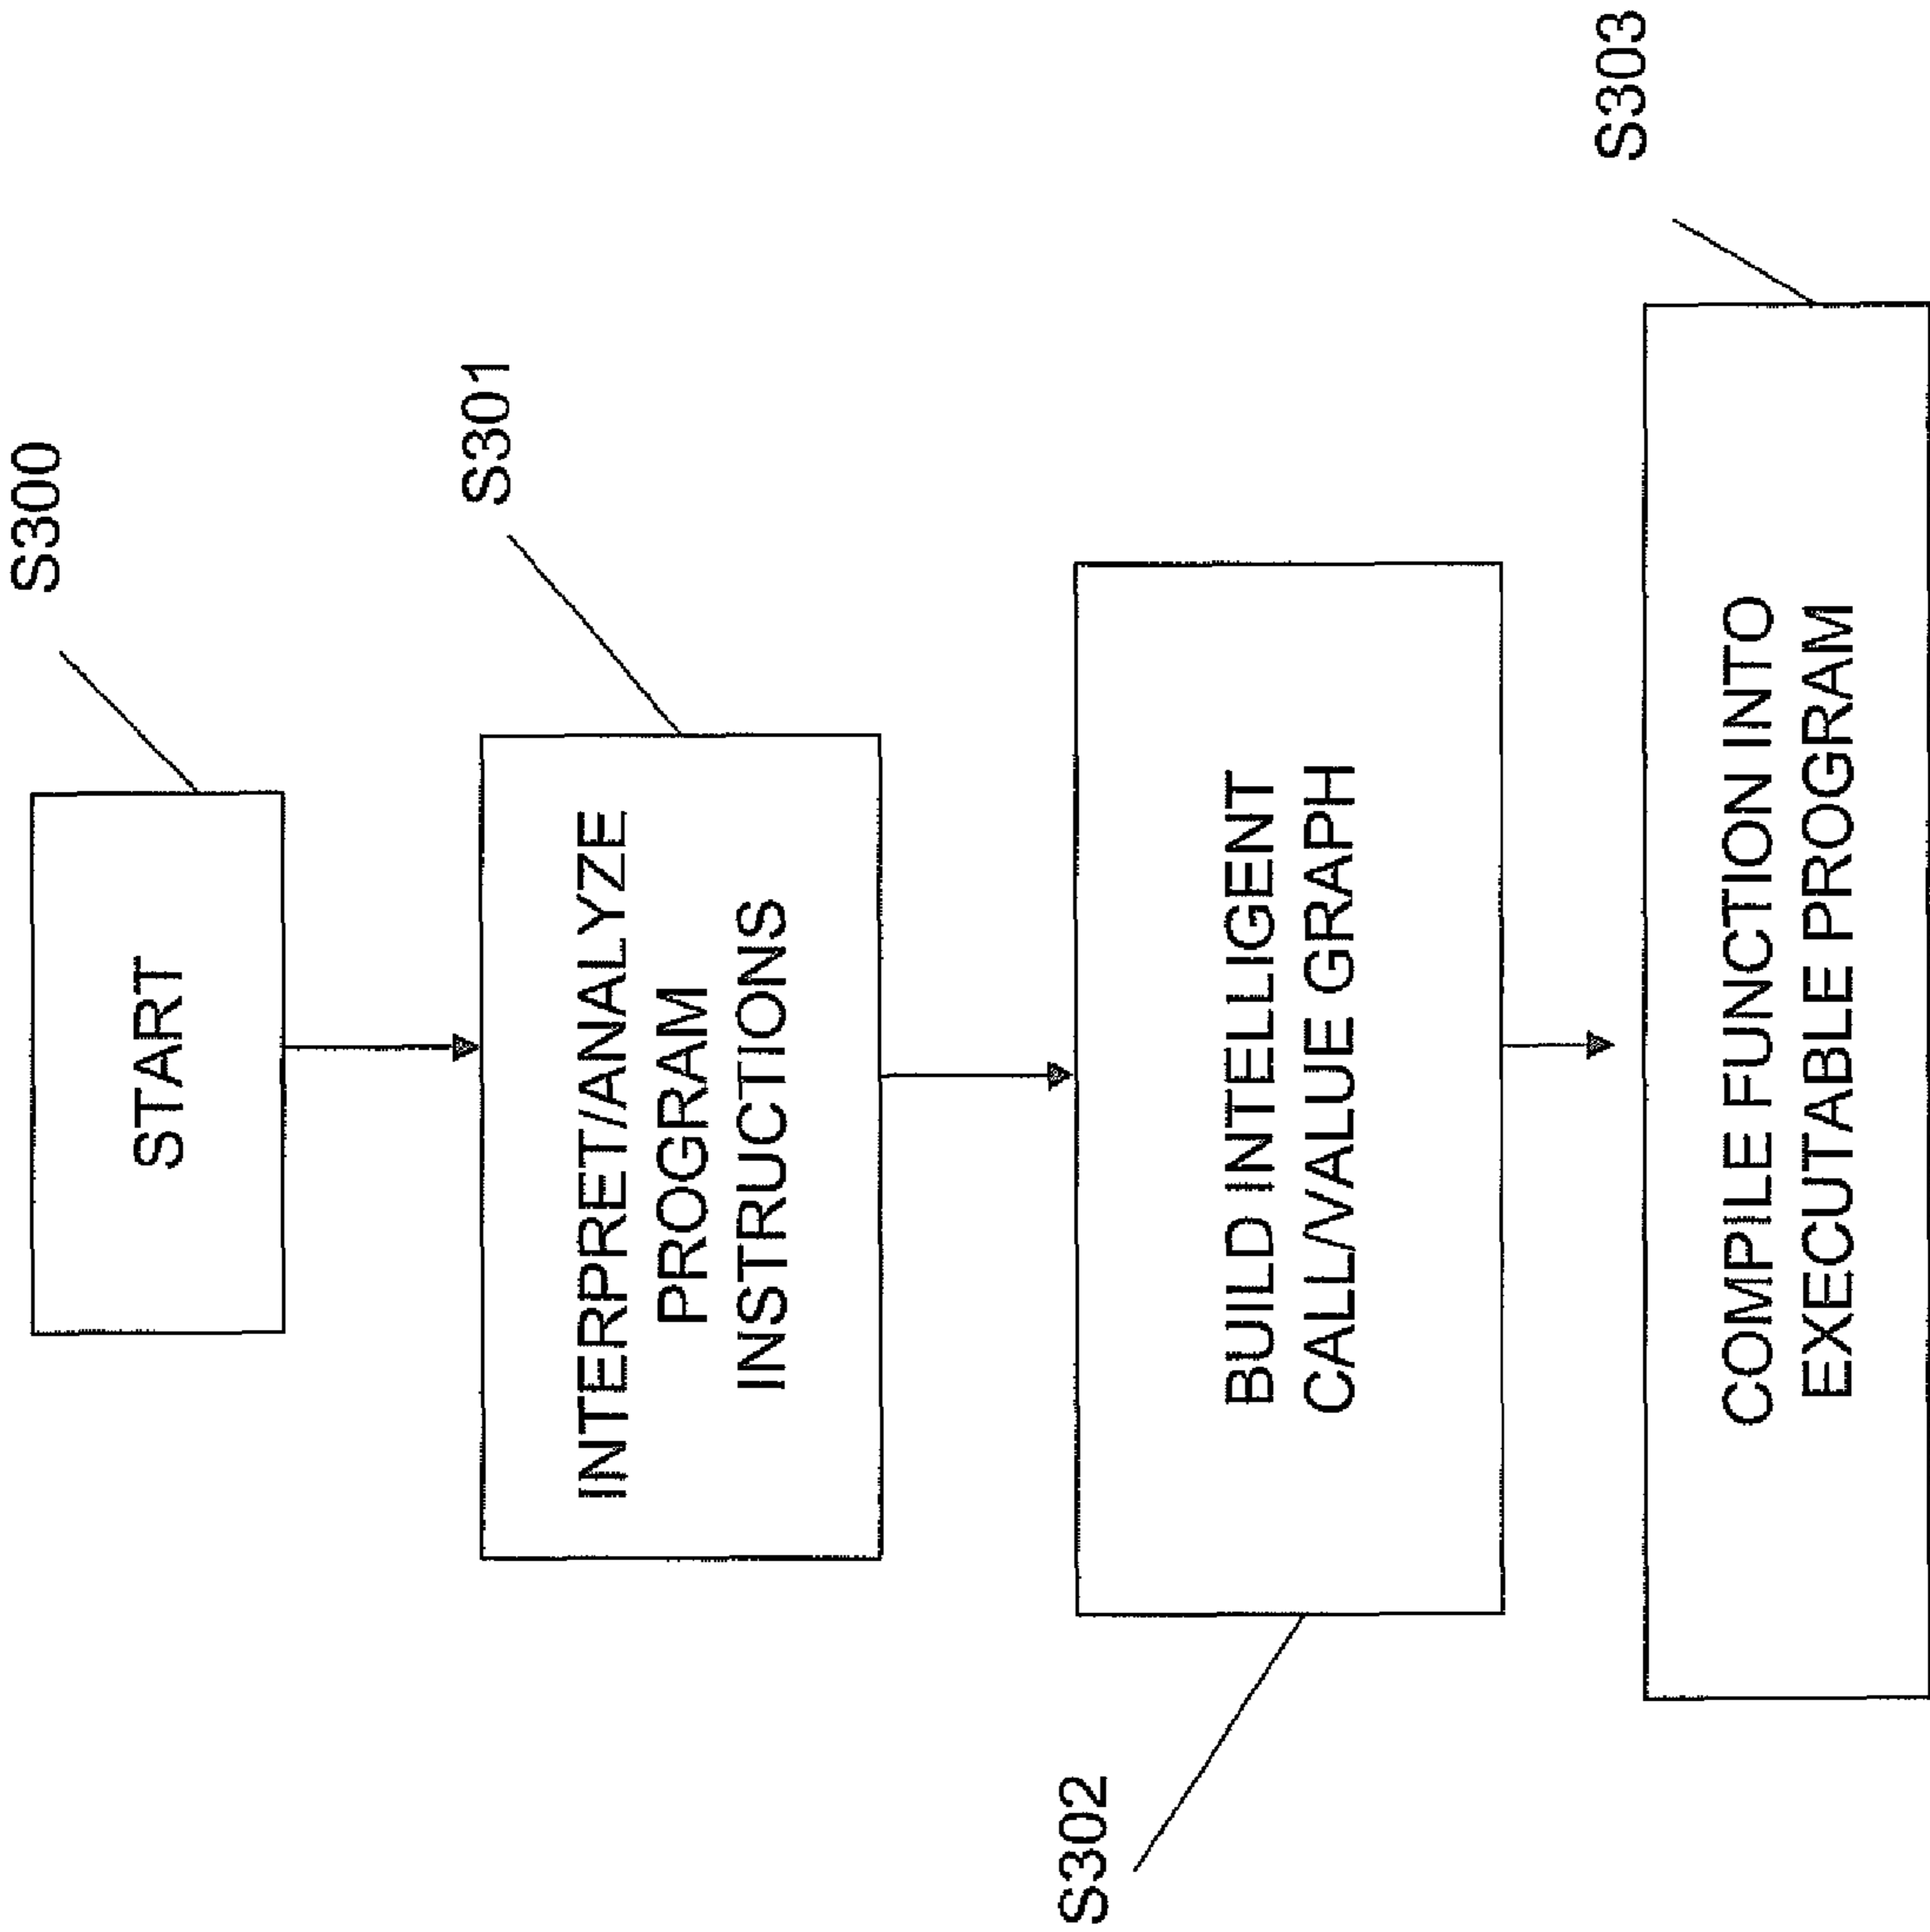 S300
START
S301
INTERPRET/ANALYZE
PROGRAM
INSTRUCTIONS
S302
BUILD INTELLIGENT
CALL/VALUE GRAPH
S303
COMPILE FUNCTION INTO
EXECUTABLE PROGRAM